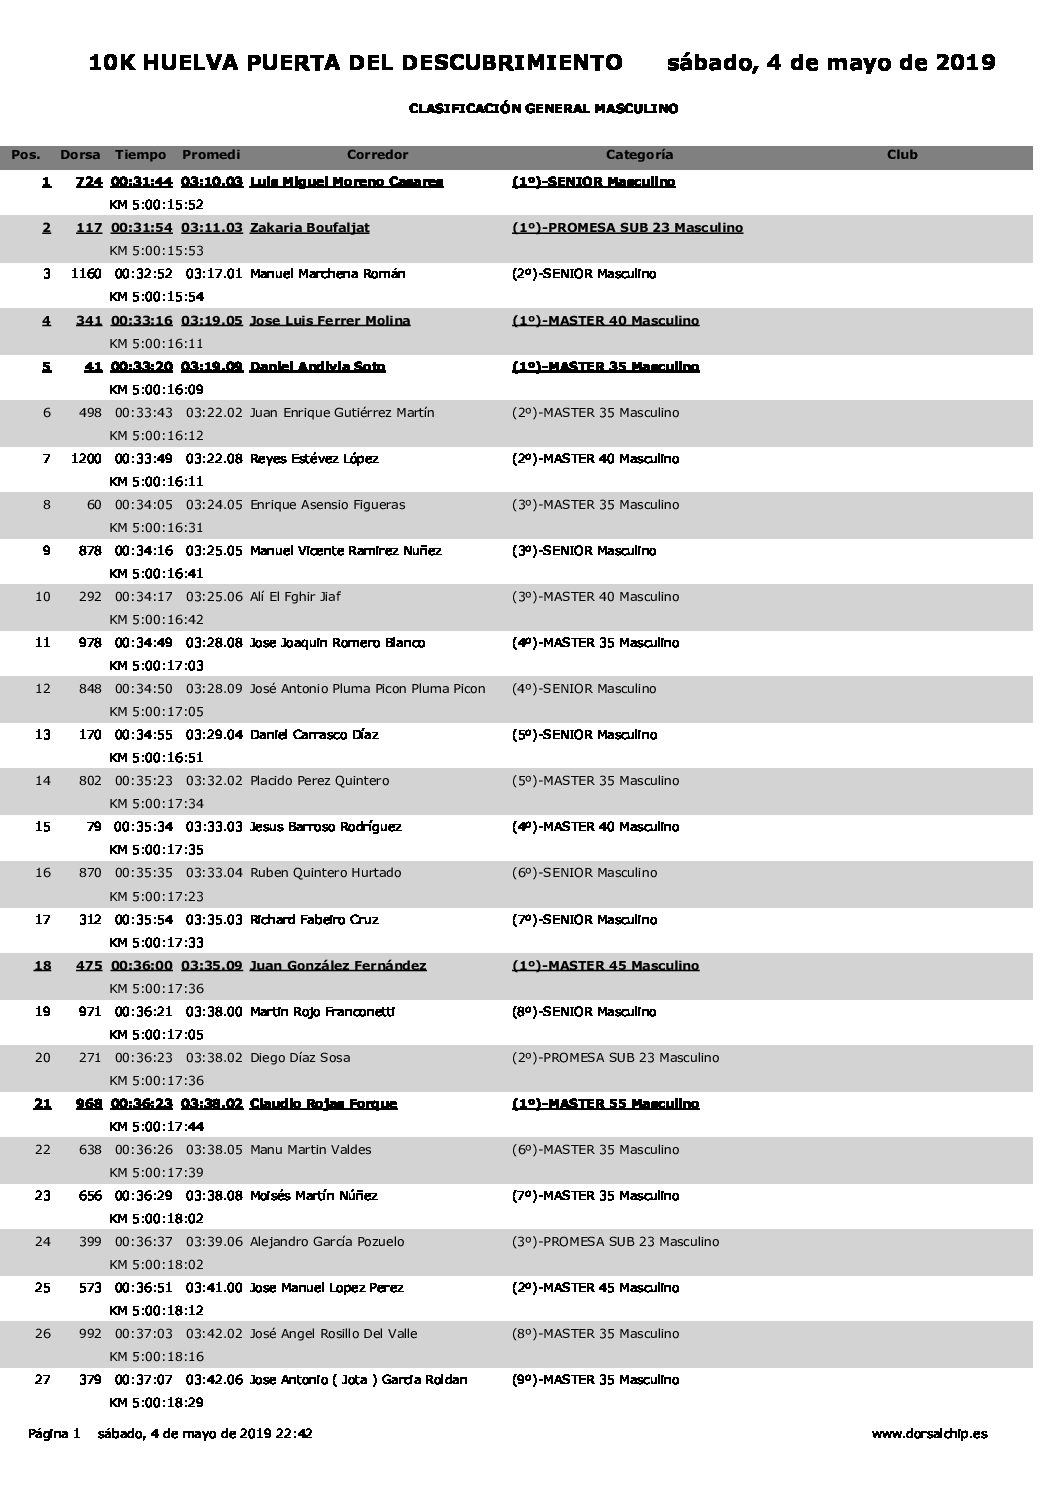 10K HUELVA PUERTA DEL DESCUBRIMIENTO sábado, 4 de mayo de 2019
CLASIFICACIÓN GENERAL MASCULINO
Pos. Dorsa Tiempo Promedi Corredor Categoría Club
1 724 00:31:44 03:10.03 Luis Miguel Moreno Casares (1º)-SENIOR Masculino
KM 5:00:15:52
2 117 00:31:54 03:11.03 Zakaria Boufaljat (1º)-PROMESA SUB 23 Masculino
KM 5:00:15:53
3 1160 00:32:52 03:17.01 Manuel Marchena Román (2º)-SENIOR Masculino
KM 5:00:15:54
4 341 00:33:16 03:19.05 Jose Luis Ferrer Molina (1º)-MASTER 40 Masculino
KM 5:00:16:11
5 41 00:33:20 03:19.09 Daniel Andivia Soto (1º)-MASTER 35 Masculino
KM 5:00:16:09
6 498 00:33:43 03:22.02 Juan Enrique Gutiérrez Martín (2º)-MASTER 35 Masculino
KM 5:00:16:12
7 1200 00:33:49 03:22.08 Reyes Estévez López (2º)-MASTER 40 Masculino
KM 5:00:16:11
8 60 00:34:05 03:24.05 Enrique Asensio Figueras (3º)-MASTER 35 Masculino
KM 5:00:16:31
9 878 00:34:16 03:25.05 Manuel Vicente Ramirez Nuñez (3º)-SENIOR Masculino
KM 5:00:16:41
10 292 00:34:17 03:25.06 Alí El Fghir Jiaf (3º)-MASTER 40 Masculino
KM 5:00:16:42
11 978 00:34:49 03:28.08 Jose Joaquin Romero Blanco (4º)-MASTER 35 Masculino
KM 5:00:17:03
12 848 00:34:50 03:28.09 José Antonio Pluma Picon Pluma Picon (4º)-SENIOR Masculino
KM 5:00:17:05
13 170 00:34:55 03:29.04 Daniel Carrasco Díaz (5º)-SENIOR Masculino
KM 5:00:16:51
14 802 00:35:23 03:32.02 Placido Perez Quintero (5º)-MASTER 35 Masculino
KM 5:00:17:34
15 79 00:35:34 03:33.03 Jesus Barroso Rodríguez (4º)-MASTER 40 Masculino
KM 5:00:17:35
16 870 00:35:35 03:33.04 Ruben Quintero Hurtado (6º)-SENIOR Masculino
KM 5:00:17:23
17 312 00:35:54 03:35.03 Richard Fabeiro Cruz (7º)-SENIOR Masculino
KM 5:00:17:33
18 475 00:36:00 03:35.09 Juan González Fernández (1º)-MASTER 45 Masculino
KM 5:00:17:36
19 971 00:36:21 03:38.00 Martin Rojo Franconetti (8º)-SENIOR Masculino
KM 5:00:17:05
20 271 00:36:23 03:38.02 Diego Díaz Sosa (2º)-PROMESA SUB 23 Masculino
KM 5:00:17:36
21 968 00:36:23 03:38.02 Claudio Rojas Forque (1º)-MASTER 55 Masculino
KM 5:00:17:44
22 638 00:36:26 03:38.05 Manu Martin Valdes (6º)-MASTER 35 Masculino
KM 5:00:17:39
23 656 00:36:29 03:38.08 Moisés Martín Núñez (7º)-MASTER 35 Masculino
KM 5:00:18:02
24 399 00:36:37 03:39.06 Alejandro García Pozuelo (3º)-PROMESA SUB 23 Masculino
KM 5:00:18:02
25 573 00:36:51 03:41.00 Jose Manuel Lopez Perez (2º)-MASTER 45 Masculino
KM 5:00:18:12
26 992 00:37:03 03:42.02 José Angel Rosillo Del Valle (8º)-MASTER 35 Masculino
KM 5:00:18:16
27 379 00:37:07 03:42.06 Jose Antonio ( Jota ) Garcia Roldan (9º)-MASTER 35 Masculino
KM 5:00:18:29
Página 1 sábado, 4 de mayo de 2019 22:42 www.dorsalchip.es